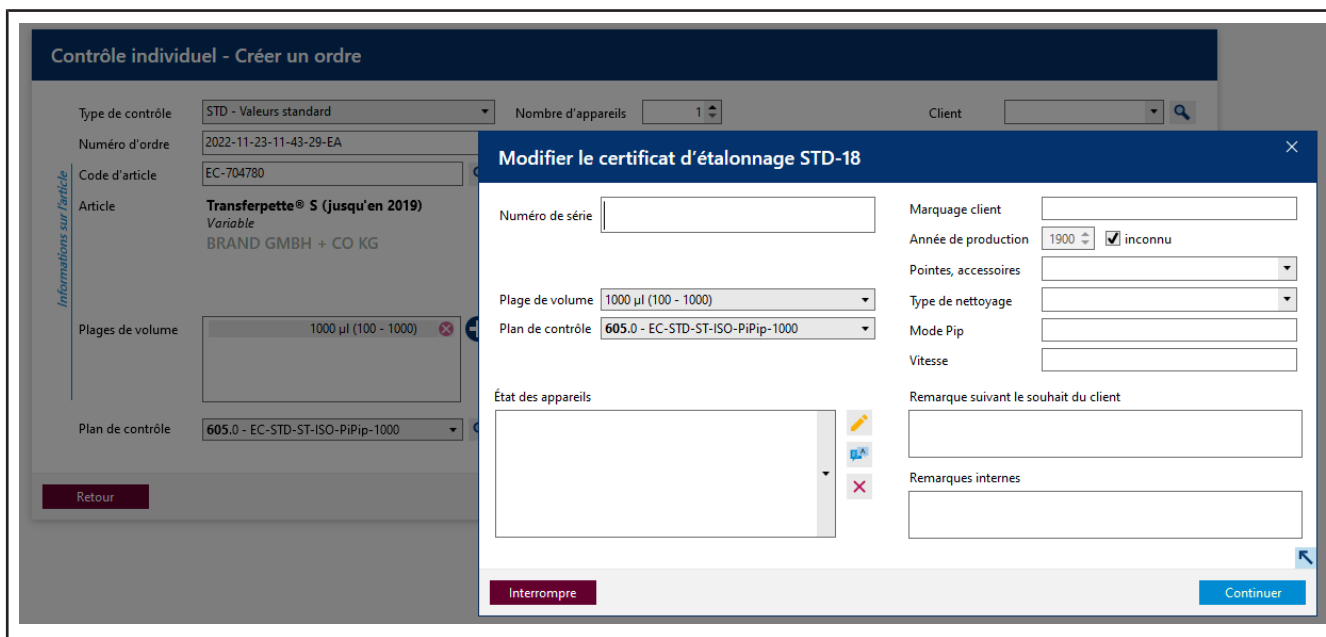 Contrôle individuel - Créer un ordre
Type de contrôle
STD - Valeurs standard
Nombre d'appareils
1
Client
Numéro d'ordre
2022-11-23-11-43-29-EA
Informations sur l'article
Code d'article
EC-704780
Article
Transferpette® S (jusqu'en 2019)
Variable
BRAND GMBH + CO KG
Plages de volume
1000 µl (100 - 1000)
Plan de contrôle
605.0 - EC-STD-ST-ISO-PiPip-1000
Retour
Modifier le certificat d'étalonnage STD-18
Numéro de série
Marquage client
Année de production
1900
inconnu
Pointes, accessoires
Plage de volume
1000 µl (100 - 1000)
Type de nettoyage
Plan de contrôle
605.0 - EC-STD-ST-ISO-PiPip-1000
Mode Pip
Vitesse
État des appareils
Remarque suivant le souhait du client
Remarques internes
Interrompre
Continuer